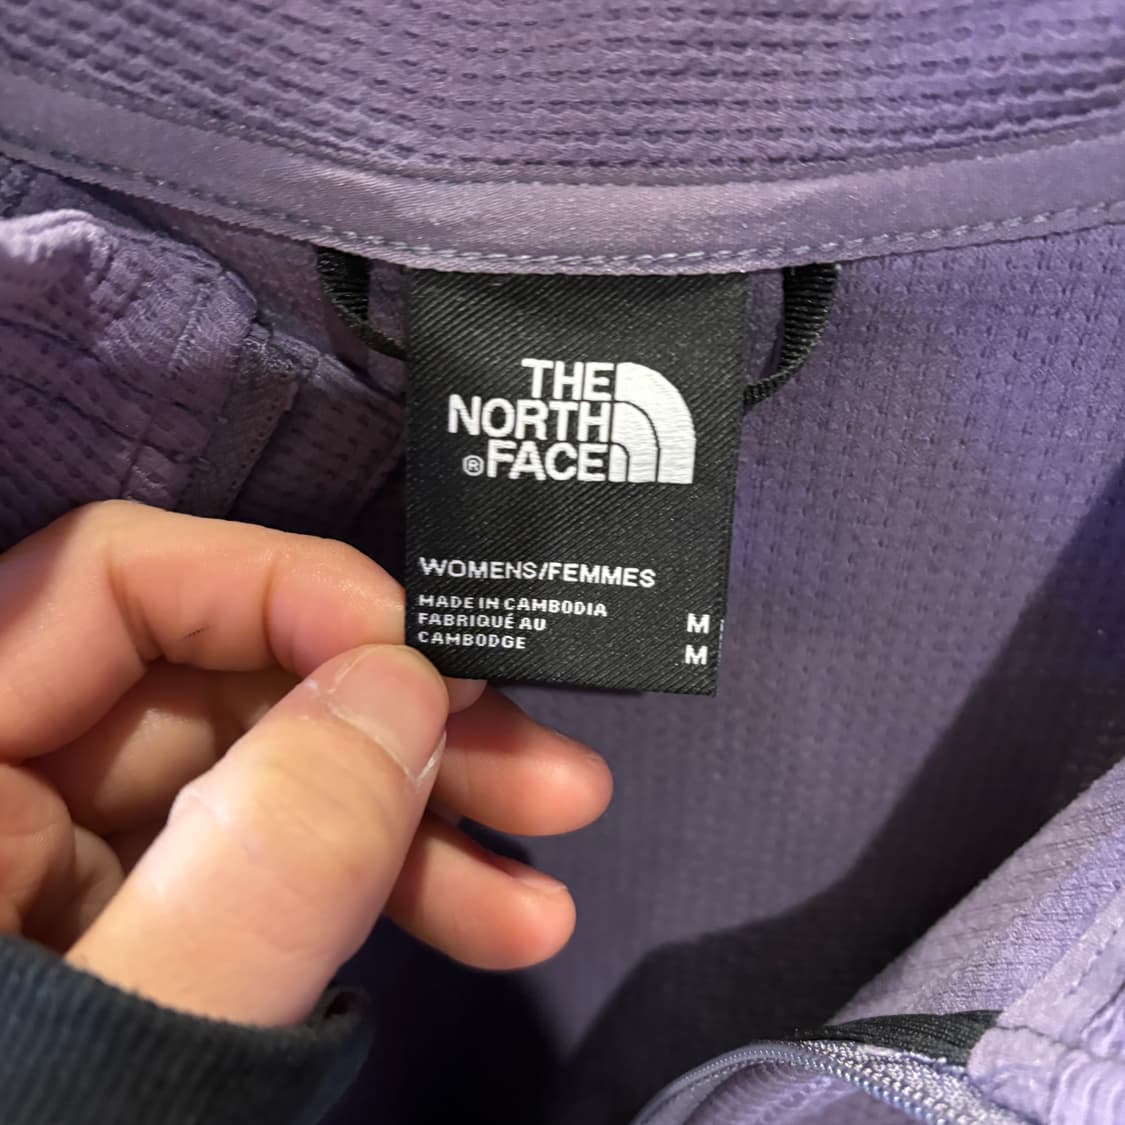 THE
NORTH
®FACE
WOMENS/FEMMES
MADE IN CAMBODIA
FABRIQUÉ AU M
CAMBODGE M